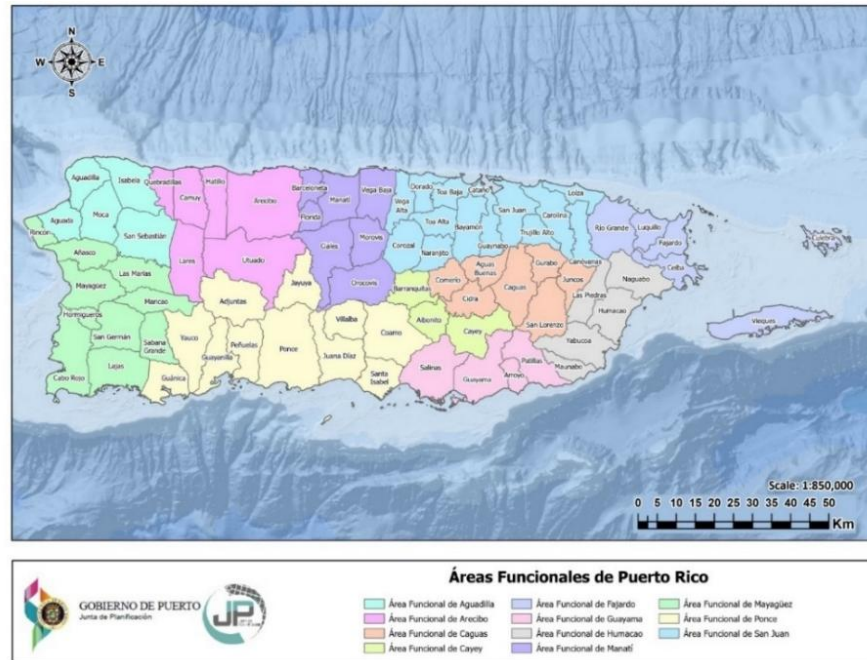 N
W E
S
Aguadilla
Isabela
Quebradillas
Camuy
Hatillo
Arecibo
Barceloneta
Manatí
Vega Baja
Vega Alta
Dorado
Toa Baja
Cataño
San Juan
Carolina
Loiza
Aguada
Moca
Florida
Toa Alta
Bayamón
Trujillo Alto
Río Grande
Luquillo
Fajardo
Culebra
Rincón
San Sebastián
Ciales
Morovis
Corozal
Naranjito
Guaynabo
Canóvanas
Ceiba
Añasco
Lares
Utuado
Aguas Buenas
Gurabo
Juncos
Naguabo
Las Marías
Mayagüez
Jayuya
Orocovis
Barranquitas
Comerío
Cidra
Caguas
Las Piedras
Humacao
Vieques
Maricao
Adjuntas
Villalba
Coamo
Aibonito
Cayey
San Lorenzo
Yabucoa
Hormigueros
San Germán
Sabana Grande
Yauco
Guayanilla
Peñuelas
Ponce
Juana Díaz
Santa Isabel
Salinas
Guayama
Arroyo
Patillas
Maunabo
Cabo Rojo
Lajas
Guánica
Scale: 1:850,000
0 5 10 15 20 25 30 35 40 45 50
Km
Áreas Funcionales de Puerto Rico
GOBIERNO DE PUERTO
Junta de Planificación
JP
Área Funcional de Aguadilla
Área Funcional de Arecibo
Área Funcional de Caguas
Área Funcional de Cayey
Área Funcional de Fajardo
Área Funcional de Guayama
Área Funcional de Humacao
Área Funcional de Manatí
Área Funcional de Mayagüez
Área Funcional de Ponce
Área Funcional de San Juan